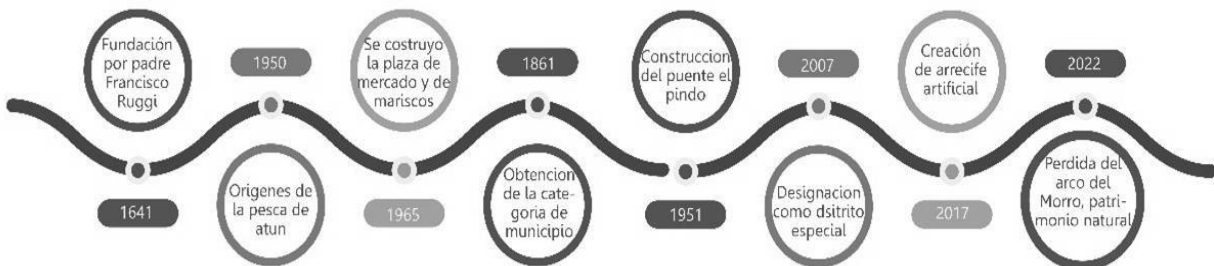 Fundación
por padre
Francisco
Ruggi
1641
1950
Origenes de
la pesca de
atun
Se costruyo
la plaza de
mercado y de
mariscos
1965
1861
Obtencion
de la cate-
goria de
municipio
Construccion
del puente el
pindo
1951
2007
Designacion
como dsitrito
especial
Creación
de arrecife
artificial
2017
2022
Perdida del
arco del
Morro, patri-
monio natural